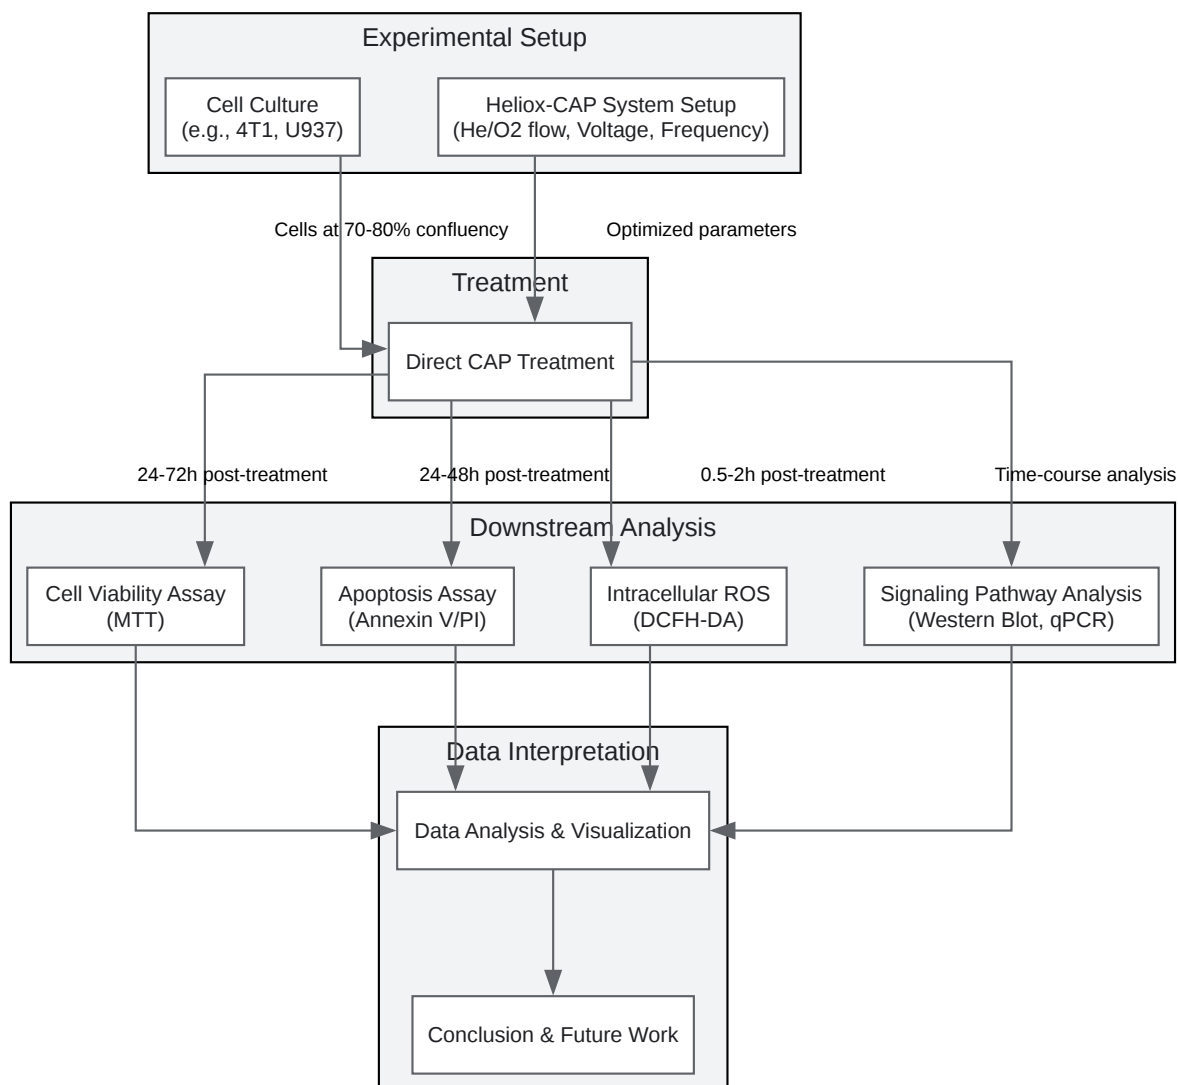 Experimental Setup
Cell Culture
(e.g., 4T1, U937)
Heliox-CAP System Setup
(He/O2 flow, Voltage, Frequency)
Cells at 70-80% confluency
Optimized parameters
Treatment
Direct CAP Treatment
24-72h post-treatment
24-48h post-treatment
0.5-2h post-treatment
Time-course analysis
Downstream Analysis
Cell Viability Assay
(MTT)
Apoptosis Assay
(Annexin V/PI)
Intracellular ROS
(DCFH-DA)
Signaling Pathway Analysis
(Western Blot, qPCR)
Data Interpretation
Data Analysis & Visualization
Conclusion & Future Work